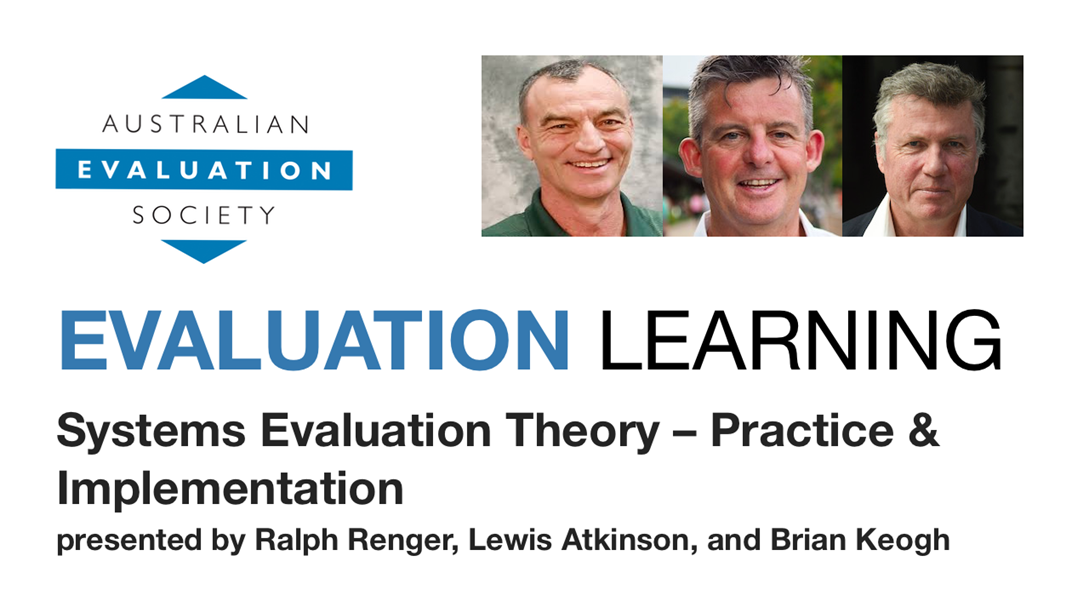 AUSTRALIAN
EVALUATION
SOCIETY
EVALUATION LEARNING
Systems Evaluation Theory – Practice &
Implementation
presented by Ralph Renger, Lewis Atkinson, and Brian Keogh